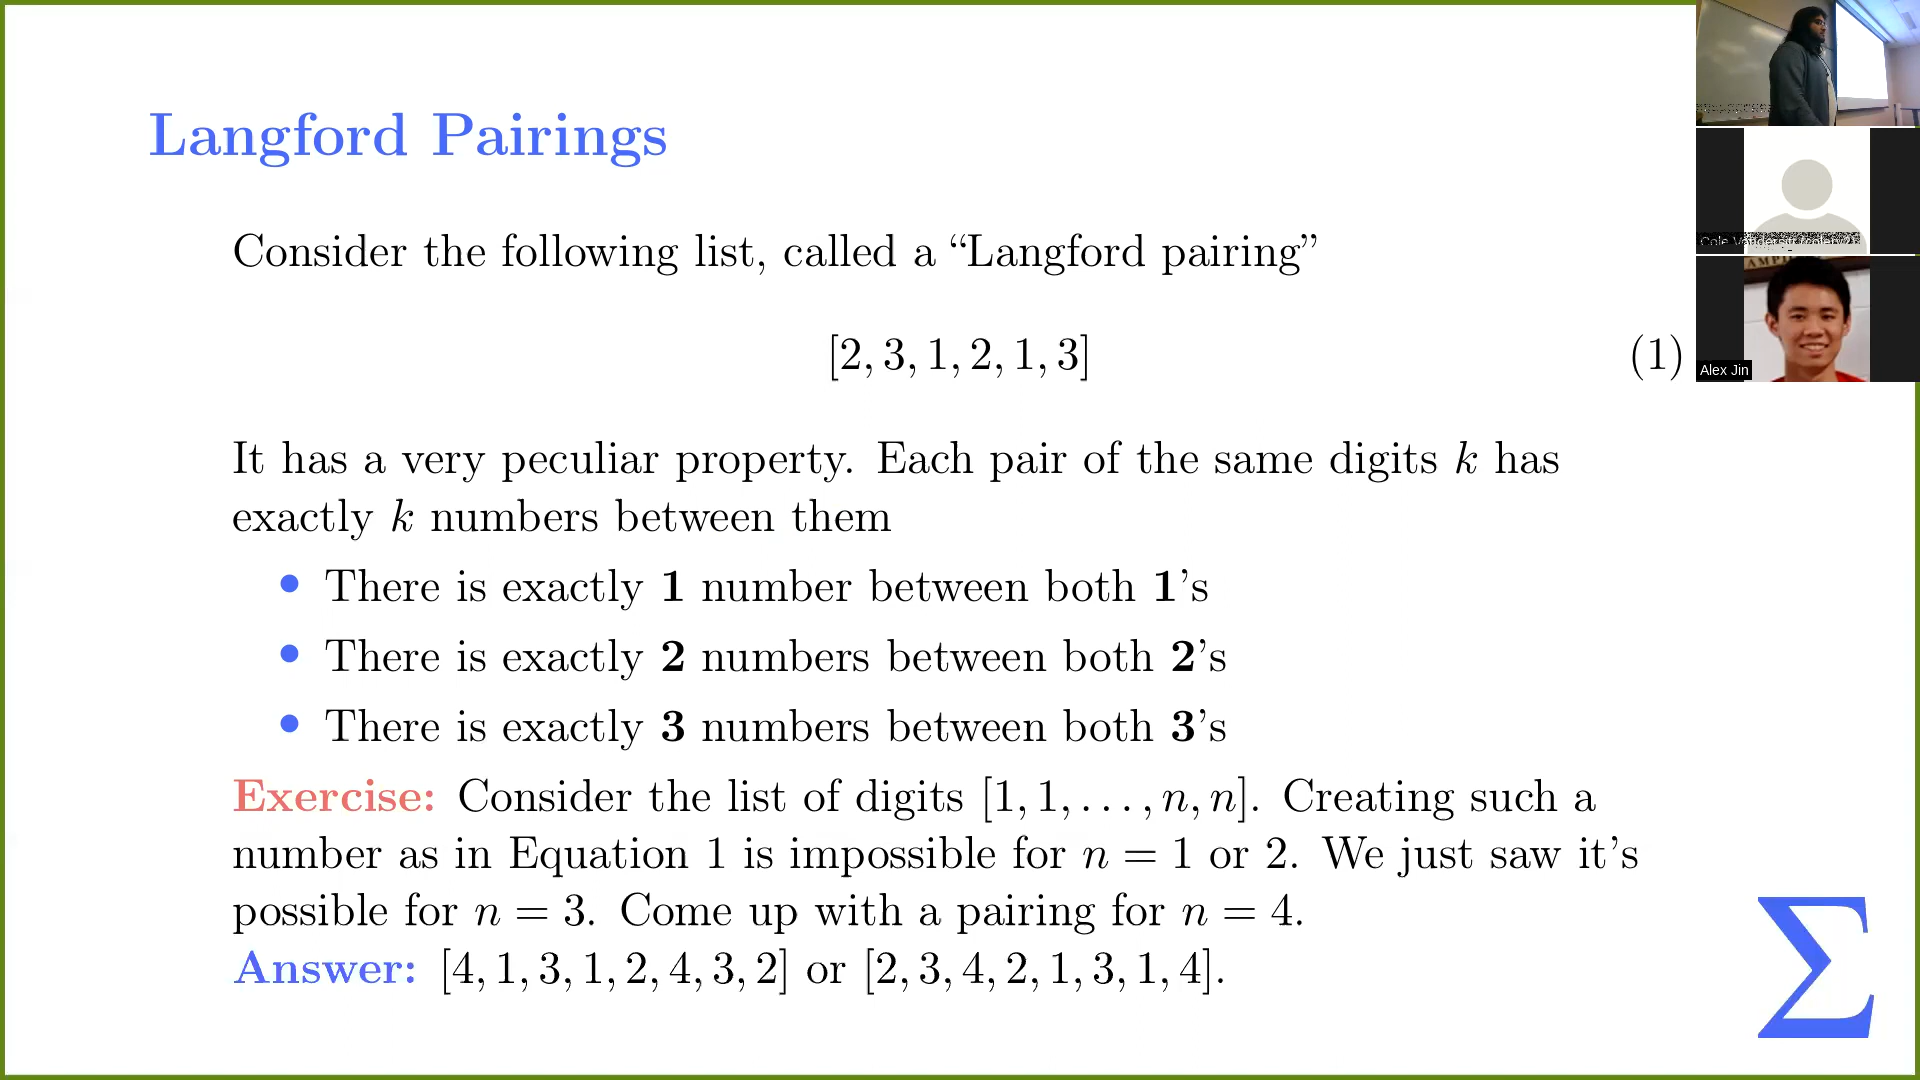 Langford Pairings
Consider the following list, called a “Langford pairing”
[2, 3, 1, 2, 1, 3]
(1)
It has a very peculiar property. Each pair of the same digits k has
exactly k numbers between them
• There is exactly 1 number between both 1’s
• There is exactly 2 numbers between both 2’s
• There is exactly 3 numbers between both 3’s
Exercise: Consider the list of digits [1, 1, . . . , n, n]. Creating such a
number as in Equation 1 is impossible for n = 1 or 2. We just saw it’s
possible for n = 3. Come up with a pairing for n = 4.
Answer: [4, 1, 3, 1, 2, 4, 3, 2] or [2, 3, 4, 2, 1, 3, 1, 4].
Σ
Cole
Alex Jin